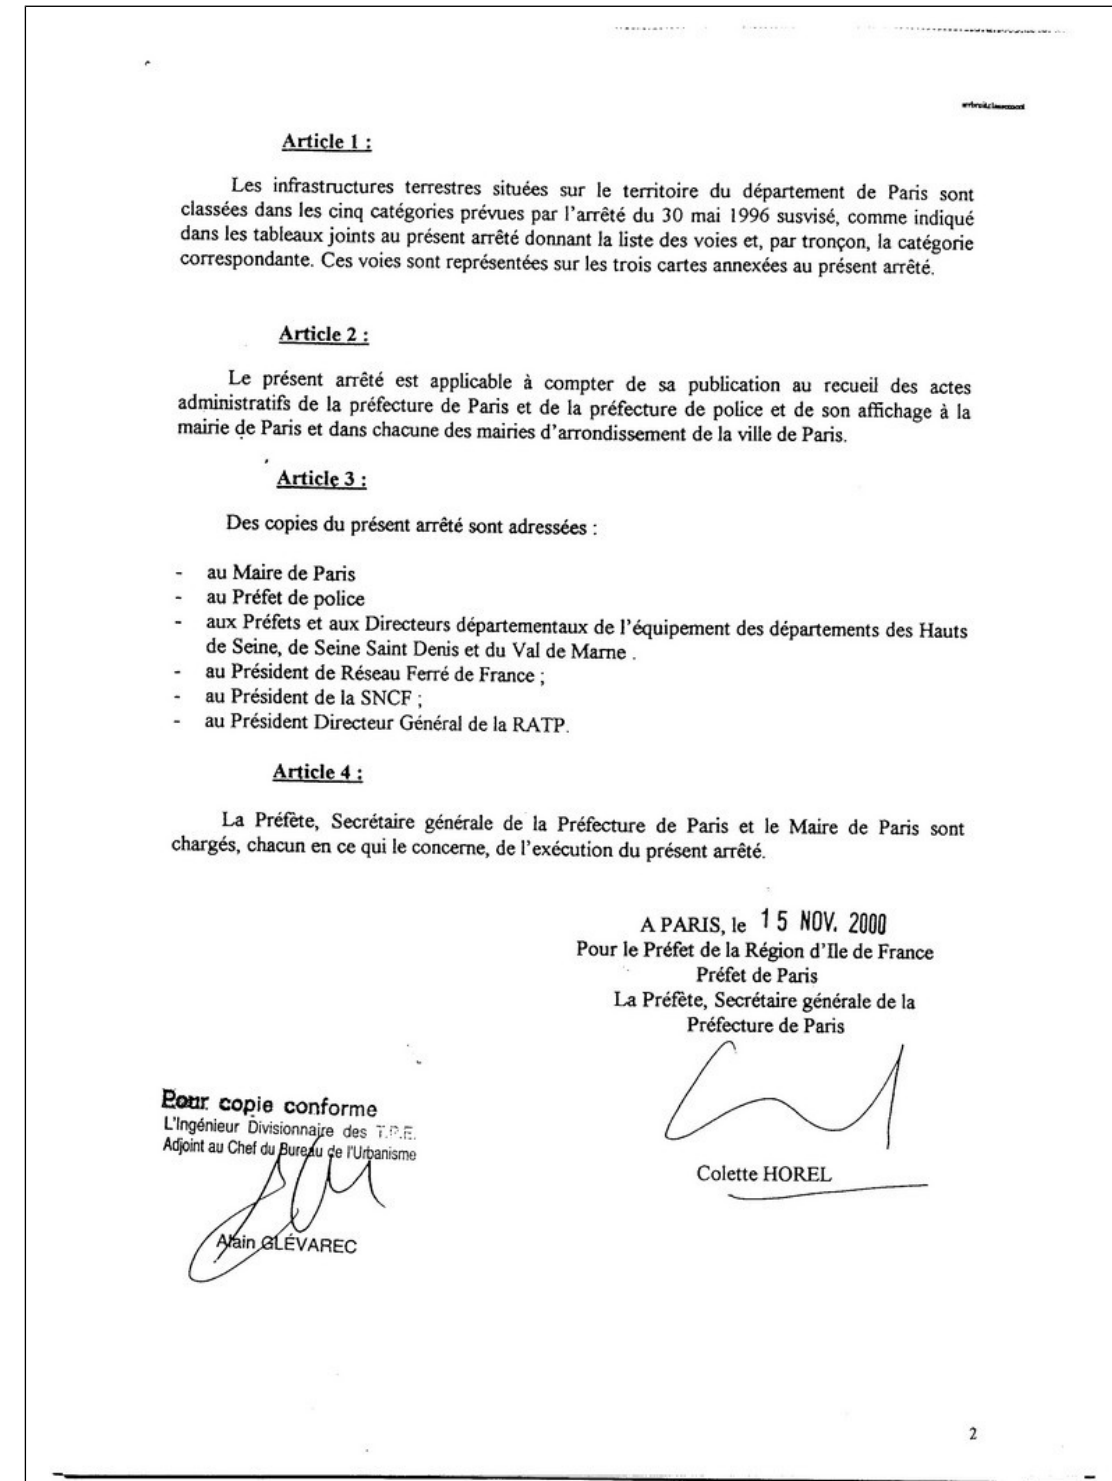 arbruitclassement
Article 1 :
Les infrastructures terrestres situées sur le territoire du département de Paris sont
classées dans les cinq catégories prévues par l'arrêté du 30 mai 1996 susvisé, comme indiqué
dans les tableaux joints au présent arrêté donnant la liste des voies et, par tronçon, la catégorie
correspondante. Ces voies sont représentées sur les trois cartes annexées au présent arrêté.
Article 2 :
Le présent arrêté est applicable à compter de sa publication au recueil des actes
administratifs de la préfecture de Paris et de la préfecture de police et de son affichage à la
mairie de Paris et dans chacune des mairies d'arrondissement de la ville de Paris.
Article 3 :
Des copies du présent arrêté sont adressées :
- au Maire de Paris
- au Préfet de police
- aux Préfets et aux Directeurs départementaux de l'équipement des départements des Hauts
de Seine, de Seine Saint Denis et du Val de Marne .
- au Président de Réseau Ferré de France ;
- au Président de la SNCF ;
- au Président Directeur Général de la RATP.
Article 4 :
La Préfète, Secrétaire générale de la Préfecture de Paris et le Maire de Paris sont
chargés, chacun en ce qui le concerne, de l'exécution du présent arrêté.
A PARIS, le 15 NOV. 2000
Pour le Préfet de la Région d'Ile de France
Préfet de Paris
La Préfète, Secrétaire générale de la
Préfecture de Paris
Colette HOREL
Pour copie conforme
L'Ingénieur Divisionnaire des T.P.E.
Adjoint au Chef du Bureau de l'Urbanisme
Alain GLÉVAREC
2